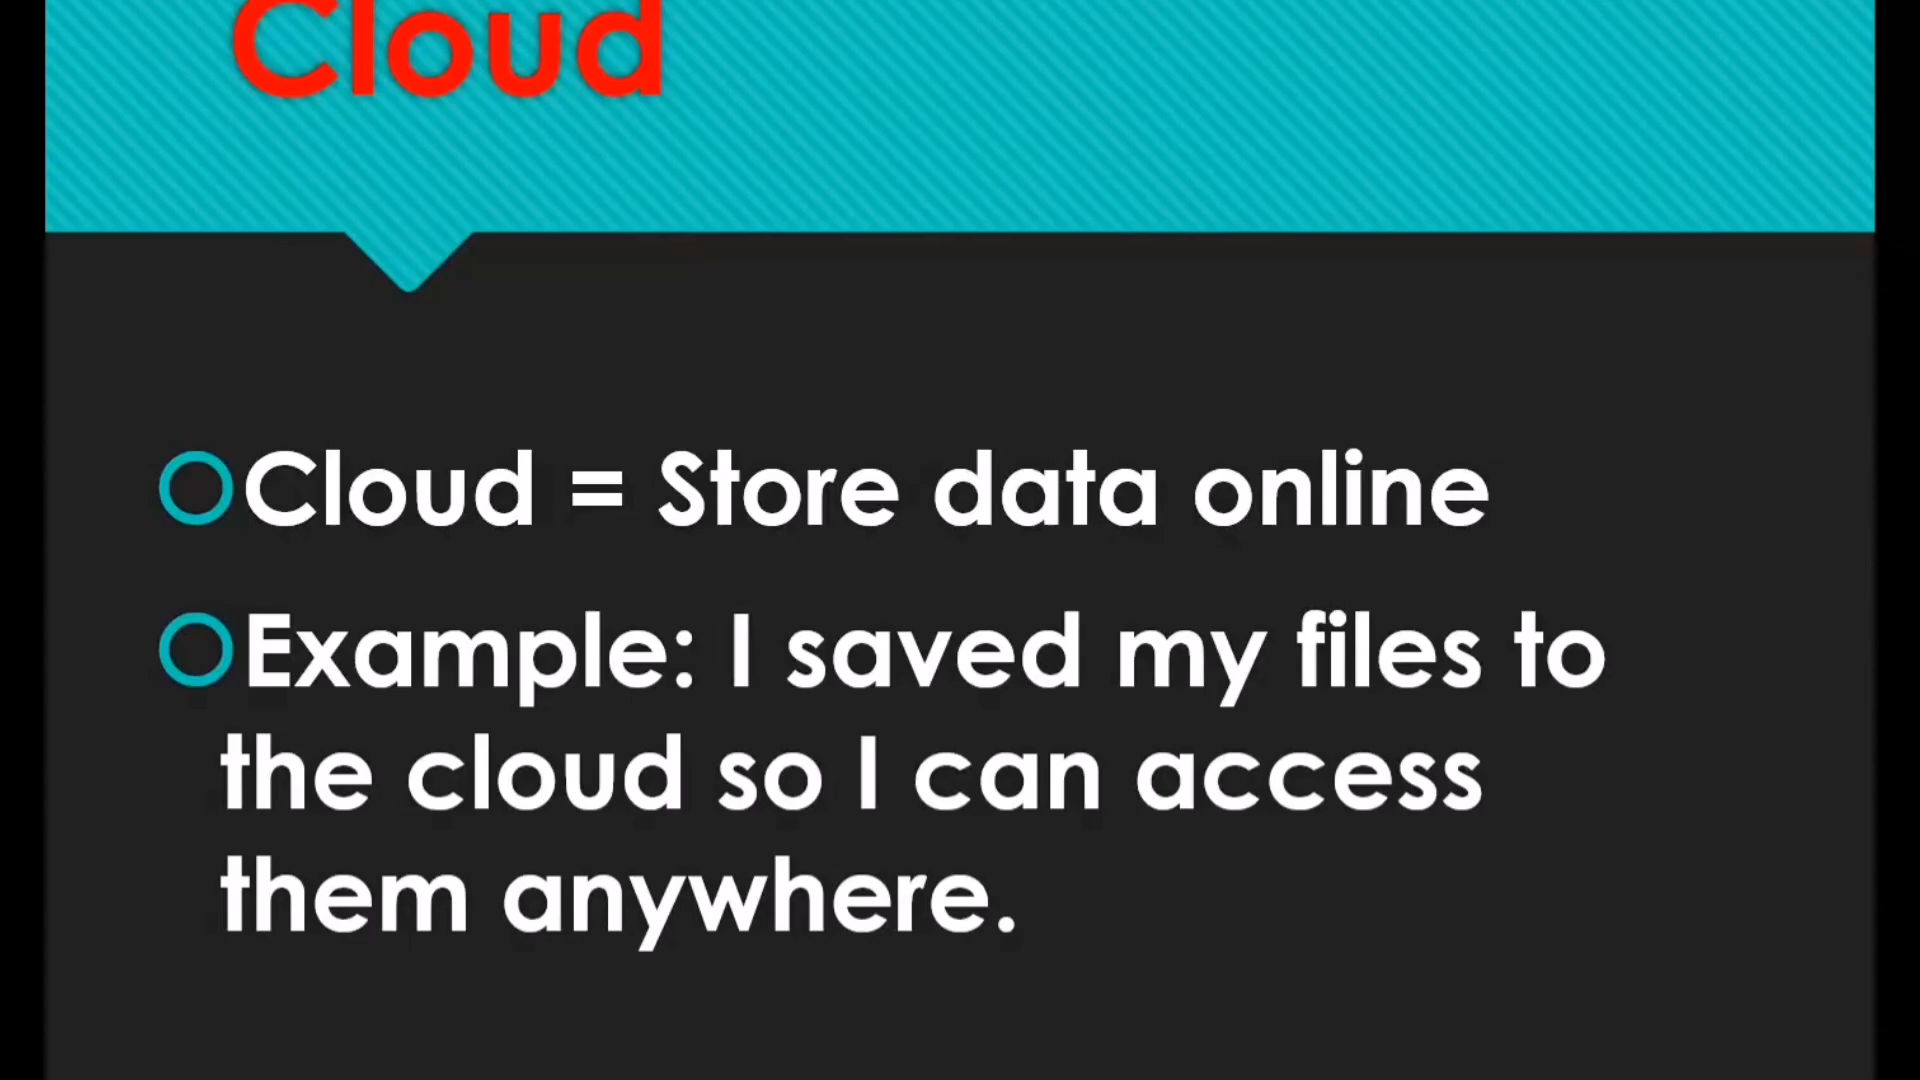 Cloud
Cloud = Store data online
Example: I saved my files to
the cloud so I can access
them anywhere.